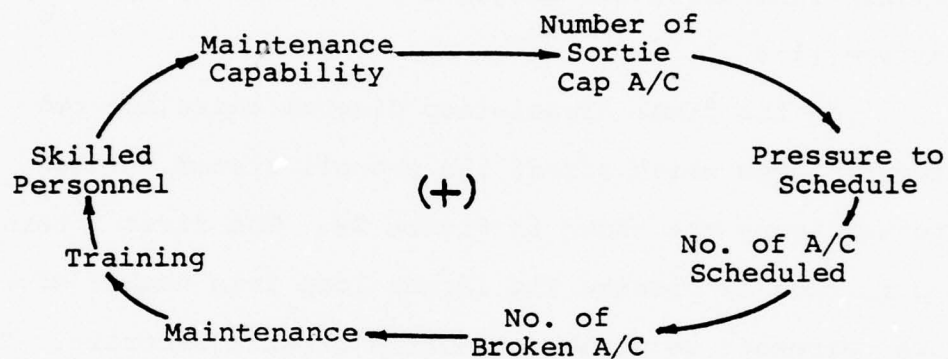 Maintenance
Capability
Number of
Sortie
Cap A/C
Pressure to
Schedule
No. of A/C
Scheduled
No. of
Broken A/C
Maintenance
Training
Skilled
Personnel
(+)